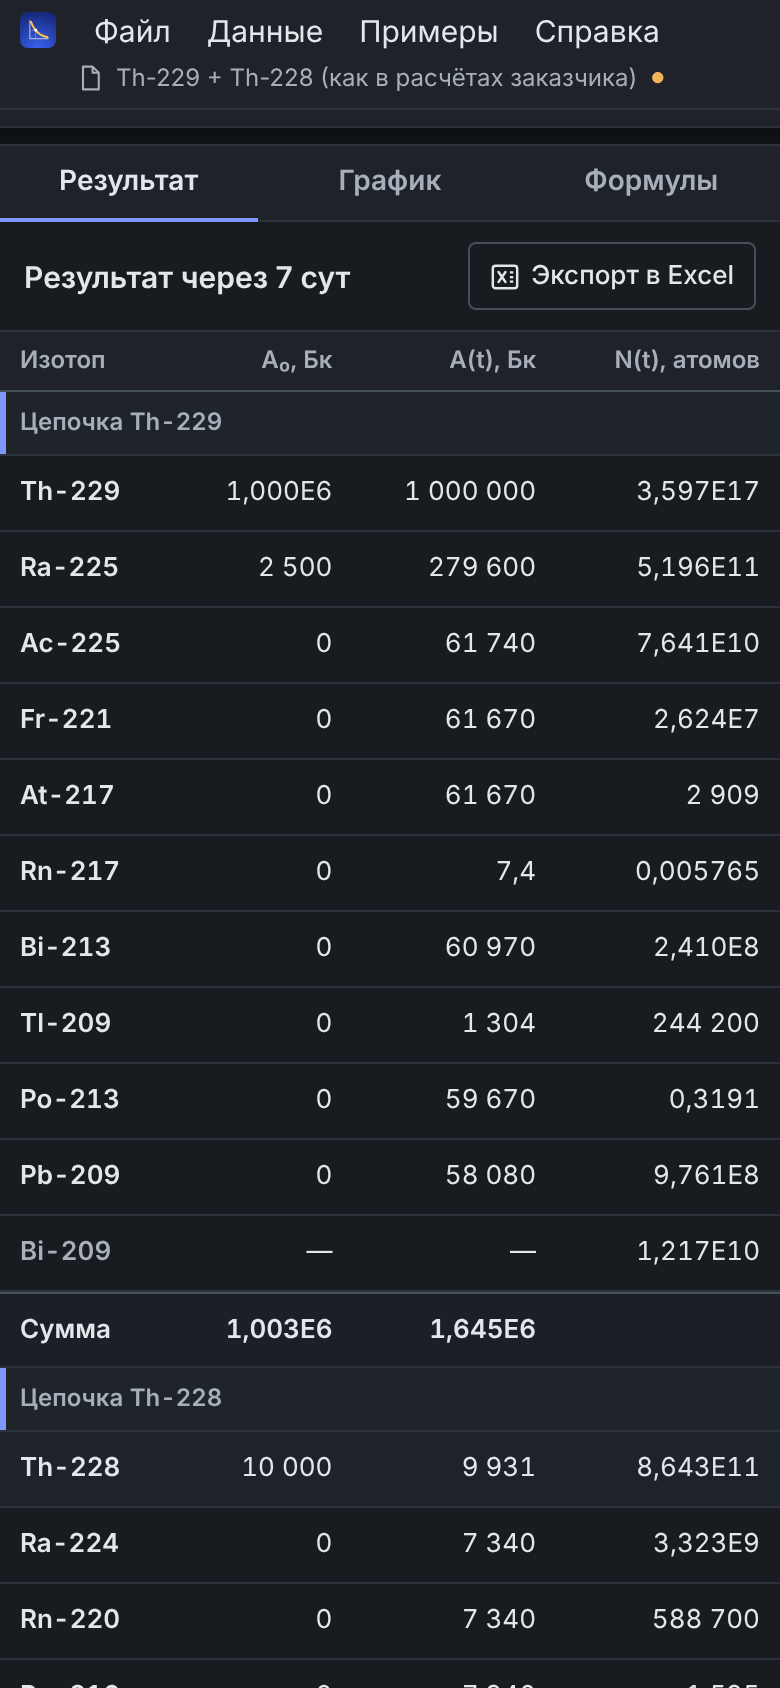 Файл Данные Примеры Справка
Th-229 + Th-228 (как в расчётах заказчика)
Результат График Формулы
Результат через 7 сут Экспорт в Excel
Изотоп A₀, Бк A(t), Бк N(t), атомов
Цепочка Th-229
Th-229 1,000E6 1 000 000 3,597E17
Ra-225 2 500 279 600 5,196E11
Ac-225 0 61 740 7,641E10
Fr-221 0 61 670 2,624E7
At-217 0 61 670 2 909
Rn-217 0 7,4 0,005765
Bi-213 0 60 970 2,410E8
Tl-209 0 1 304 244 200
Po-213 0 59 670 0,3191
Pb-209 0 58 080 9,761E8
Bi-209 — — 1,217E10
Сумма 1,003E6 1,645E6
Цепочка Th-228
Th-228 10 000 9 931 8,643E11
Ra-224 0 7 340 3,323E9
Rn-220 0 7 340 588 700